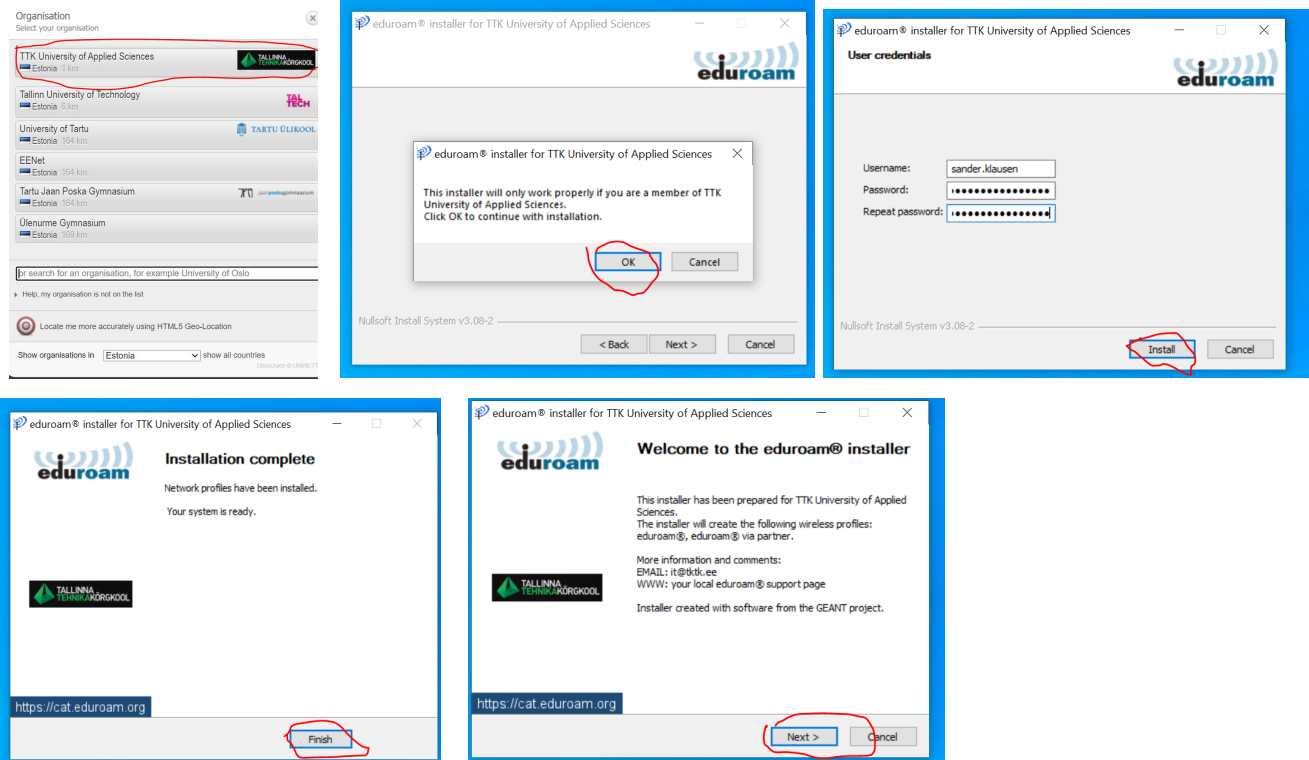 Organisation
Select your organisation
TTK University of Applied Sciences
Estonia 1 km
TALLINNA
TEHNIKAKÕRGKOOL
Tallinn University of Technology
Estonia 6 km
TAL
TECH
University of Tartu
Estonia 164 km
TARTU ÜLIKOOL
EENet
Estonia 164 km
Tartu Jaan Poska Gymnasium
Estonia 164 km
Ülenurme Gymnasium
Estonia 169 km
or search for an organisation, for example University of Oslo
Help, my organisation is not on the list
Locate me more accurately using HTML5 Geo-Location
Show organisations in Estonia show all countries
eduroam® installer for TTK University of Applied Sciences
eduroam
eduroam® installer for TTK University of Applied Sciences
This installer will only work properly if you are a member of TTK
University of Applied Sciences.
Click OK to continue with installation.
OK Cancel
Nullsoft Install System v3.08-2
< Back Next > Cancel
eduroam® installer for TTK University of Applied Sciences
User credentials
eduroam
Username: sander.klausen
Password:
Repeat password:
Nullsoft Install System v3.08-2
Install Cancel
eduroam® installer for TTK University of Applied Sciences
eduroam
Installation complete
Network profiles have been installed.
Your system is ready.
TALLINNA
TEHNIKAKÕRGKOOL
https://cat.eduroam.org
Finish
eduroam® installer for TTK University of Applied Sciences
eduroam
Welcome to the eduroam® installer
This installer has been prepared for TTK University of Applied
Sciences.
The installer will create the following wireless profiles:
eduroam®, eduroam® via partner.
More information and comments:
EMAIL: it@tktk.ee
WWW: your local eduroam® support page
Installer created with software from the GEANT project.
TALLINNA
TEHNIKAKÕRGKOOL
https://cat.eduroam.org
Next > Cancel